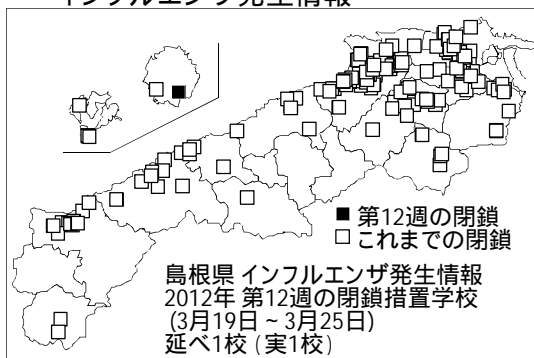 インフルエンザ発生情報
■ 第12週の閉鎖
□ これまでの閉鎖
島根県 インフルエンザ発生情報
2012年 第12週の閉鎖措置学校
(3月19日 ~ 3月25日)
延べ1校 (実1校)